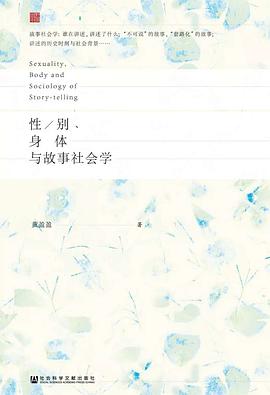 故事社会学:谁在讲述,讲述了什么;“不可说”的故事,“套路化”的故事;
讲述的历史时刻与社会背景……
Sexuality,
Body and
Sociology of
Story-telling
性/别、
身体
与故事社会学
黄盈盈 著
社会科学文献出版社
SOCIAL SCIENCES ACADEMIC PRESS (CHINA)